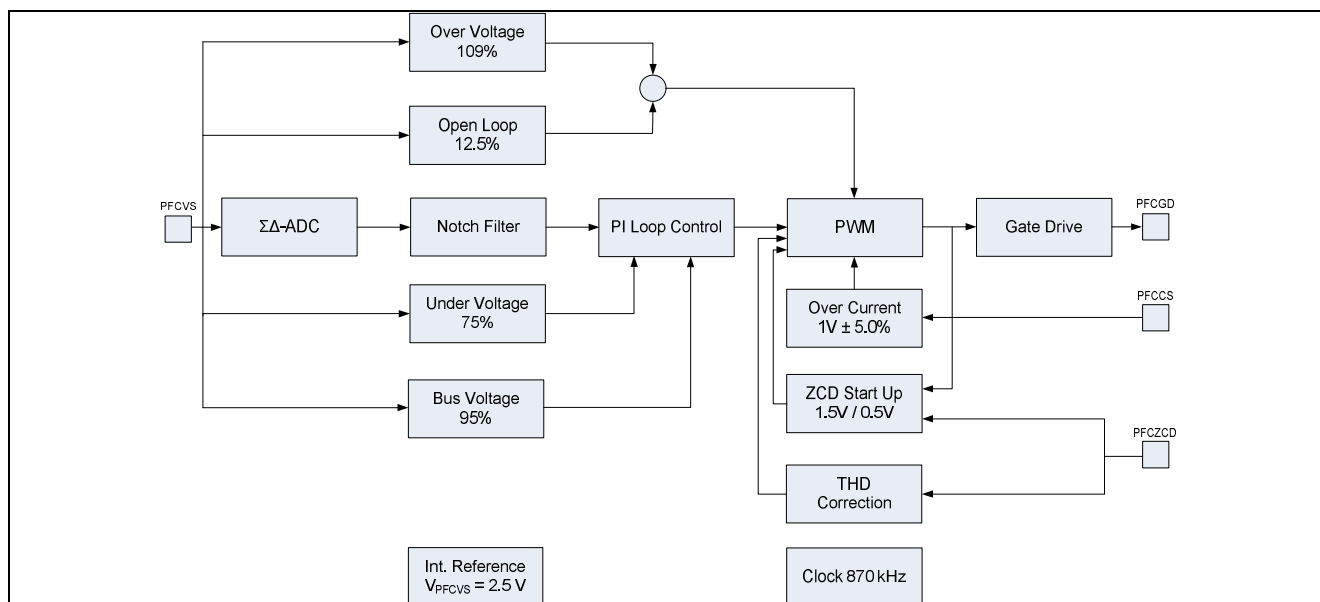 Over Voltage
109%
Open Loop
12.5%
PFCVS
ΣΔ-ADC
Notch Filter
PI Loop Control
PWM
Gate Drive
PFCGD
Under Voltage
75%
Over Current
1V ± 5.0%
PFCCS
Bus Voltage
95%
ZCD Start Up
1.5V / 0.5V
PFCZCD
THD
Correction
Int. Reference
VPFCVS = 2.5 V
Clock 870 kHz